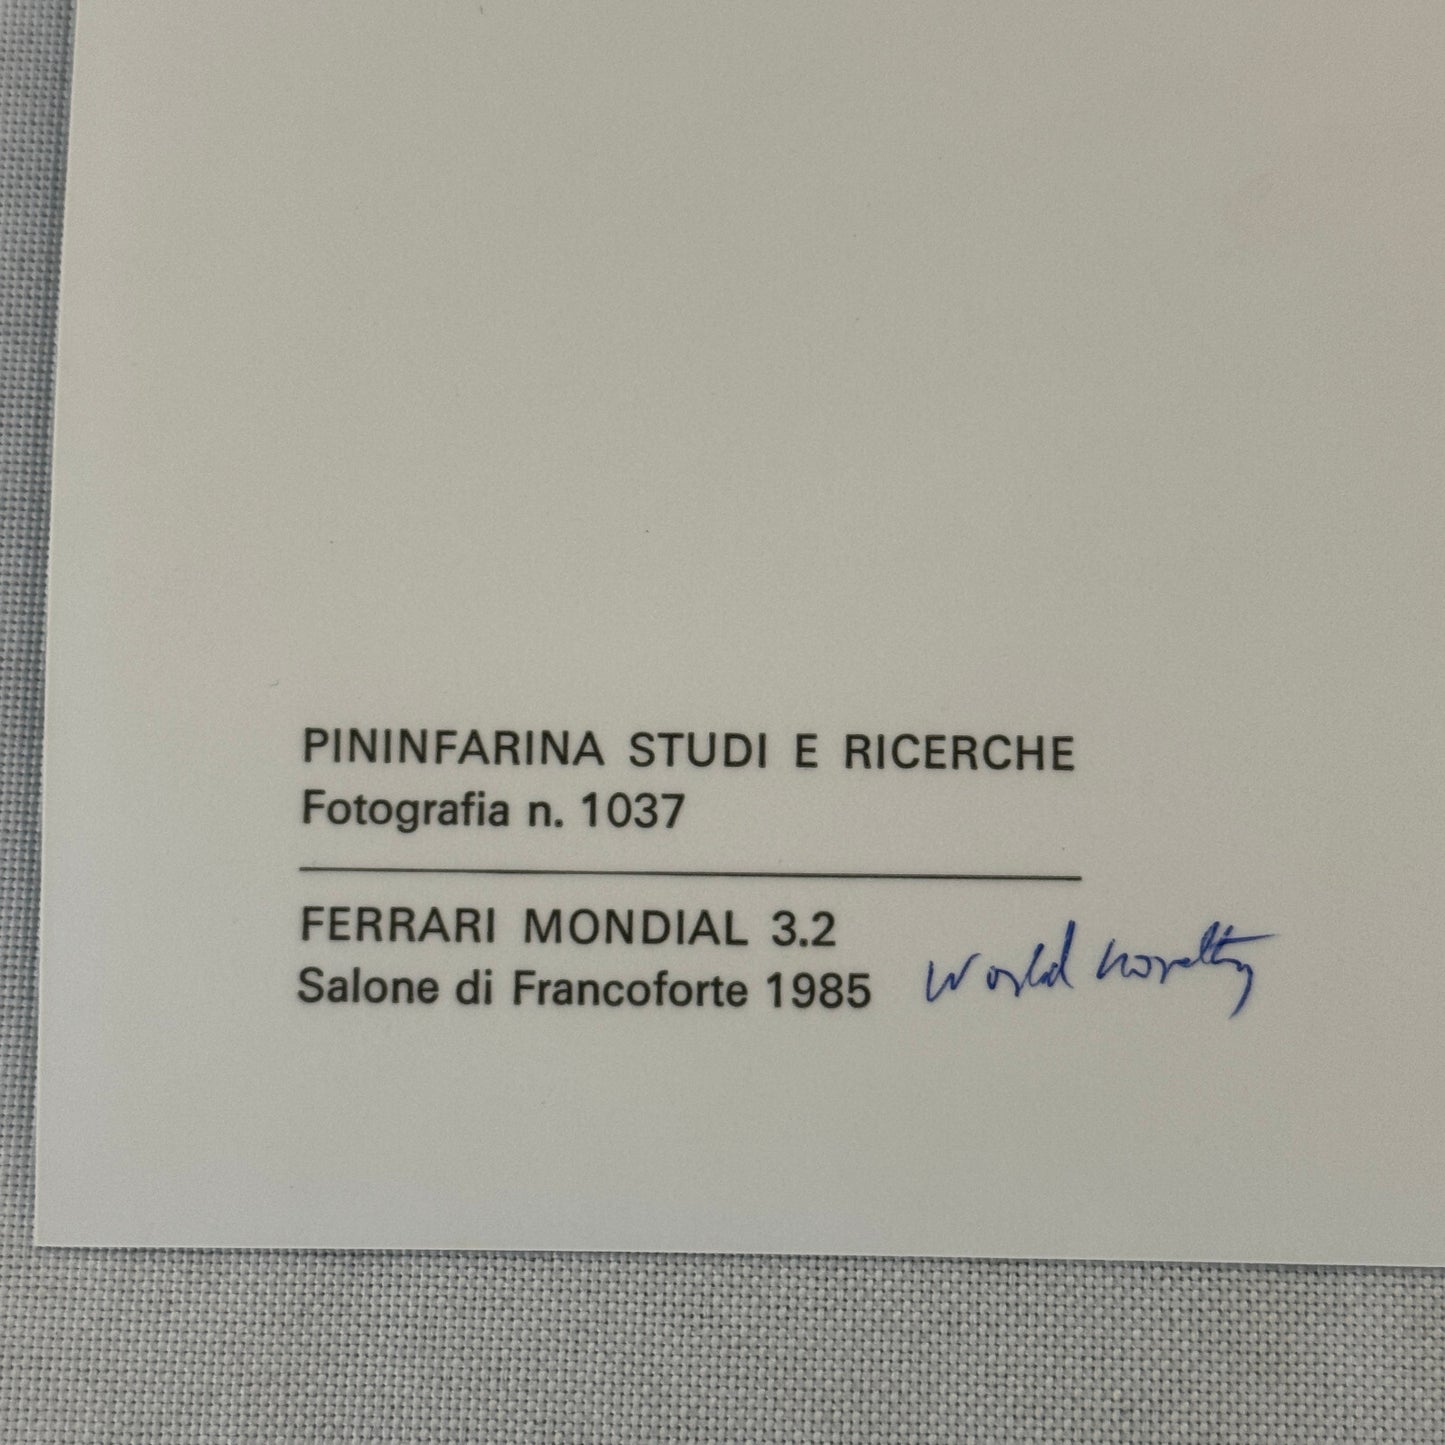 PININFARINA STUDI E RICERCHE
Fotografia n. 1037
FERRARI MONDIAL 3.2
Salone di Francoforte 1985
World novelty